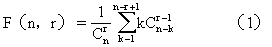 F（n，r）= \frac{1}{C_n^r} \sum_{k-1}^{n-r+1} kC_{n-k}^{r-1} （1）